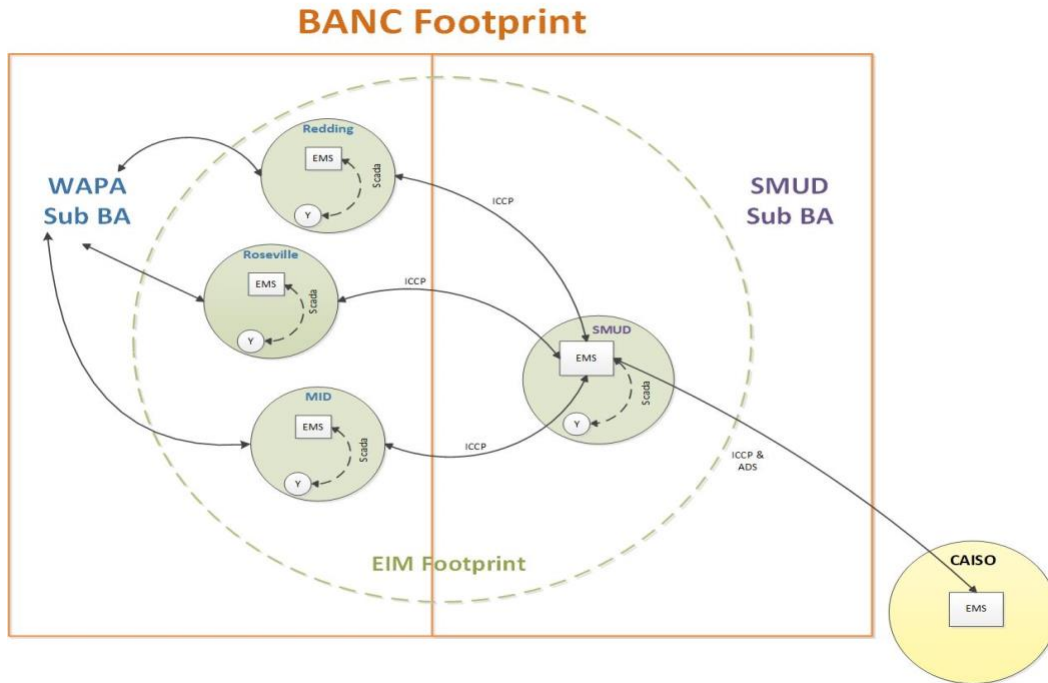 BANC Footprint
WAPA
Sub BA
SMUD
Sub BA
Redding
EMS
Scada
Y
ICCP
Roseville
EMS
Scada
Y
ICCP
MID
EMS
Scada
Y
ICCP
SMUD
EMS
Scada
Y
ICCP &
ADS
EIM Footprint
CAISO
EMS